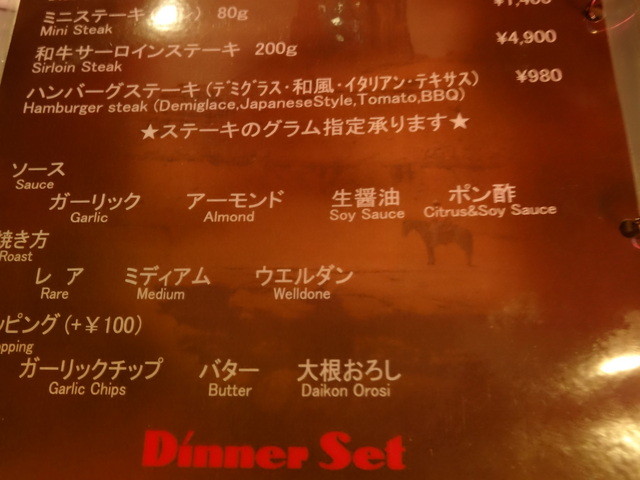 ミニステーキ 80g
Mini Steak
和牛サーロインステーキ 200g ¥4,900
Sirloin Steak
ハンバーグステーキ(デミグラス・和風・イタリアン・テキサス) ¥980
Hamburger steak (Demiglace,JapaneseStyle,Tomato,BBQ)
★ステーキのグラム指定承ります★
ソース
Sauce
ガーリック アーモンド 生醤油 ポン酢
Garlic Almond Soy Sauce Citrus&Soy Sauce
焼き方
Roast
レ ア ミディアム ウエルダン
Rare Medium Welldone
ッピング(+¥100)
opping
ガーリックチップ バター 大根おろし
Garlic Chips Butter Daikon Orosi
Dinner Set